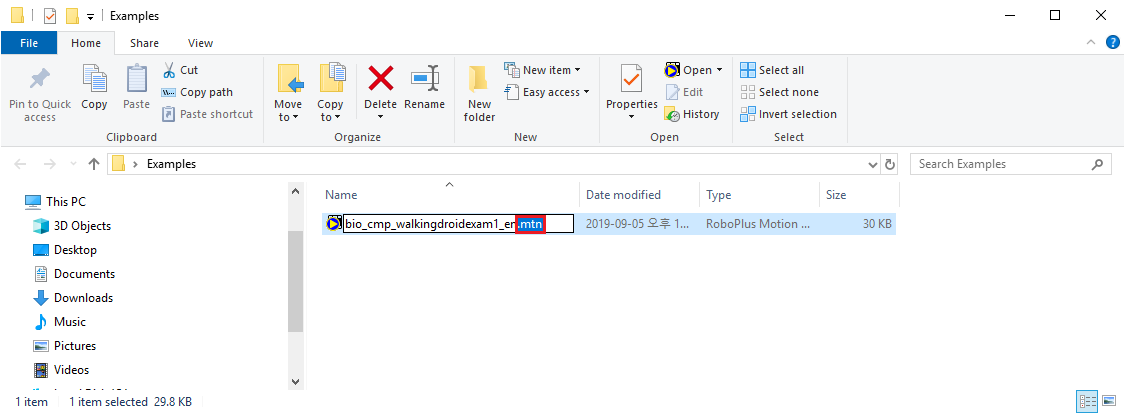 Examples
File Home Share View
Pin to Quick access
Copy
Paste
Cut
Copy path
Paste shortcut
Clipboard
Move to
Copy to
Delete
Rename
Organize
New folder
New item
Easy access
New
Properties
Open
Edit
History
Open
Select all
Select none
Invert selection
Select
Examples
Search Examples
This PC
3D Objects
Desktop
Documents
Downloads
Music
Pictures
Videos
Name Date modified Type Size
bio_cmp_walkingdroidexam1_en.mtn 2019-09-05 오후 1... RoboPlus Motion ... 30 KB
1 item 1 item selected 29.8 KB